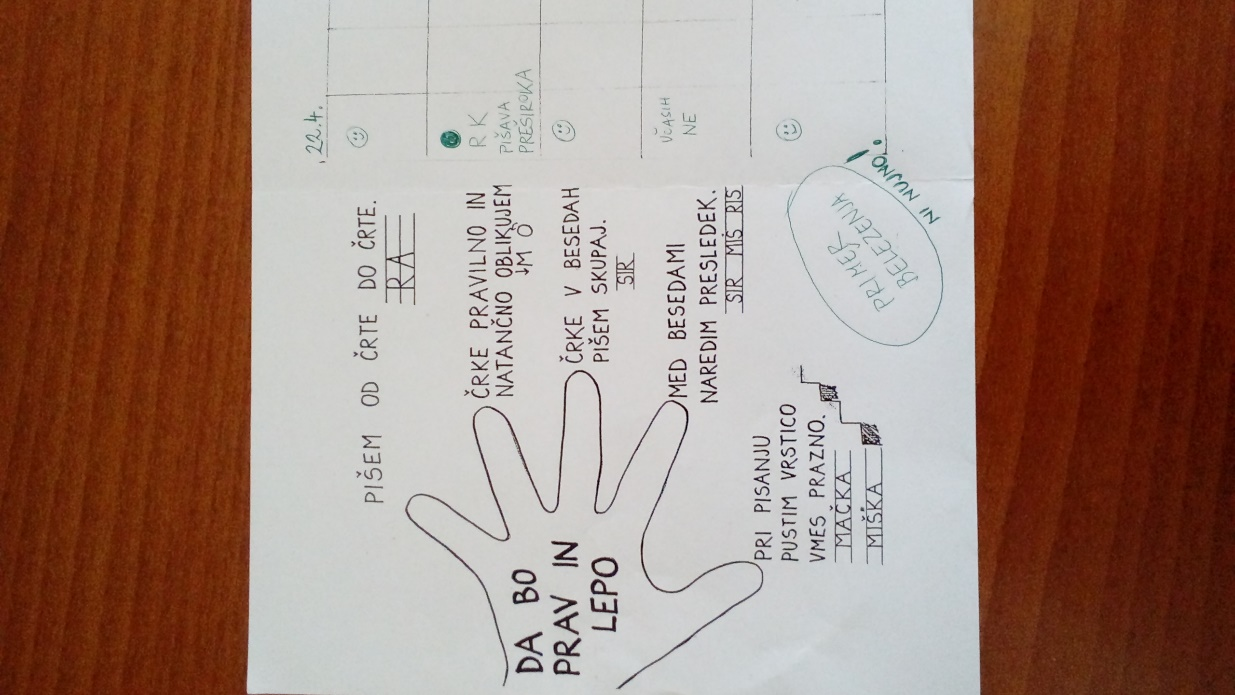 DA BO
PRAV IN
LEPO
PIŠEM OD ČRTE DO ČRTE.
RA
ČRKE PRAVILNO IN
NATANČNO OBLIKUJEM
↓M O
ČRKE V BESEDAH
PIŠEM SKUPAJ.
SIR
MED BESEDAMI
NAREDIM PRESLEDEK.
SIR MIŠ RIS
PRI PISANJU
PUSTIM VRSTICO
VMES PRAZNO.
MAČKA
MIŠKA
22.4.
R K
PIŠAVA
PREŠIROKA
VČASIH
NE
PRIMER
BELEŽENJA
NI NUJNO!